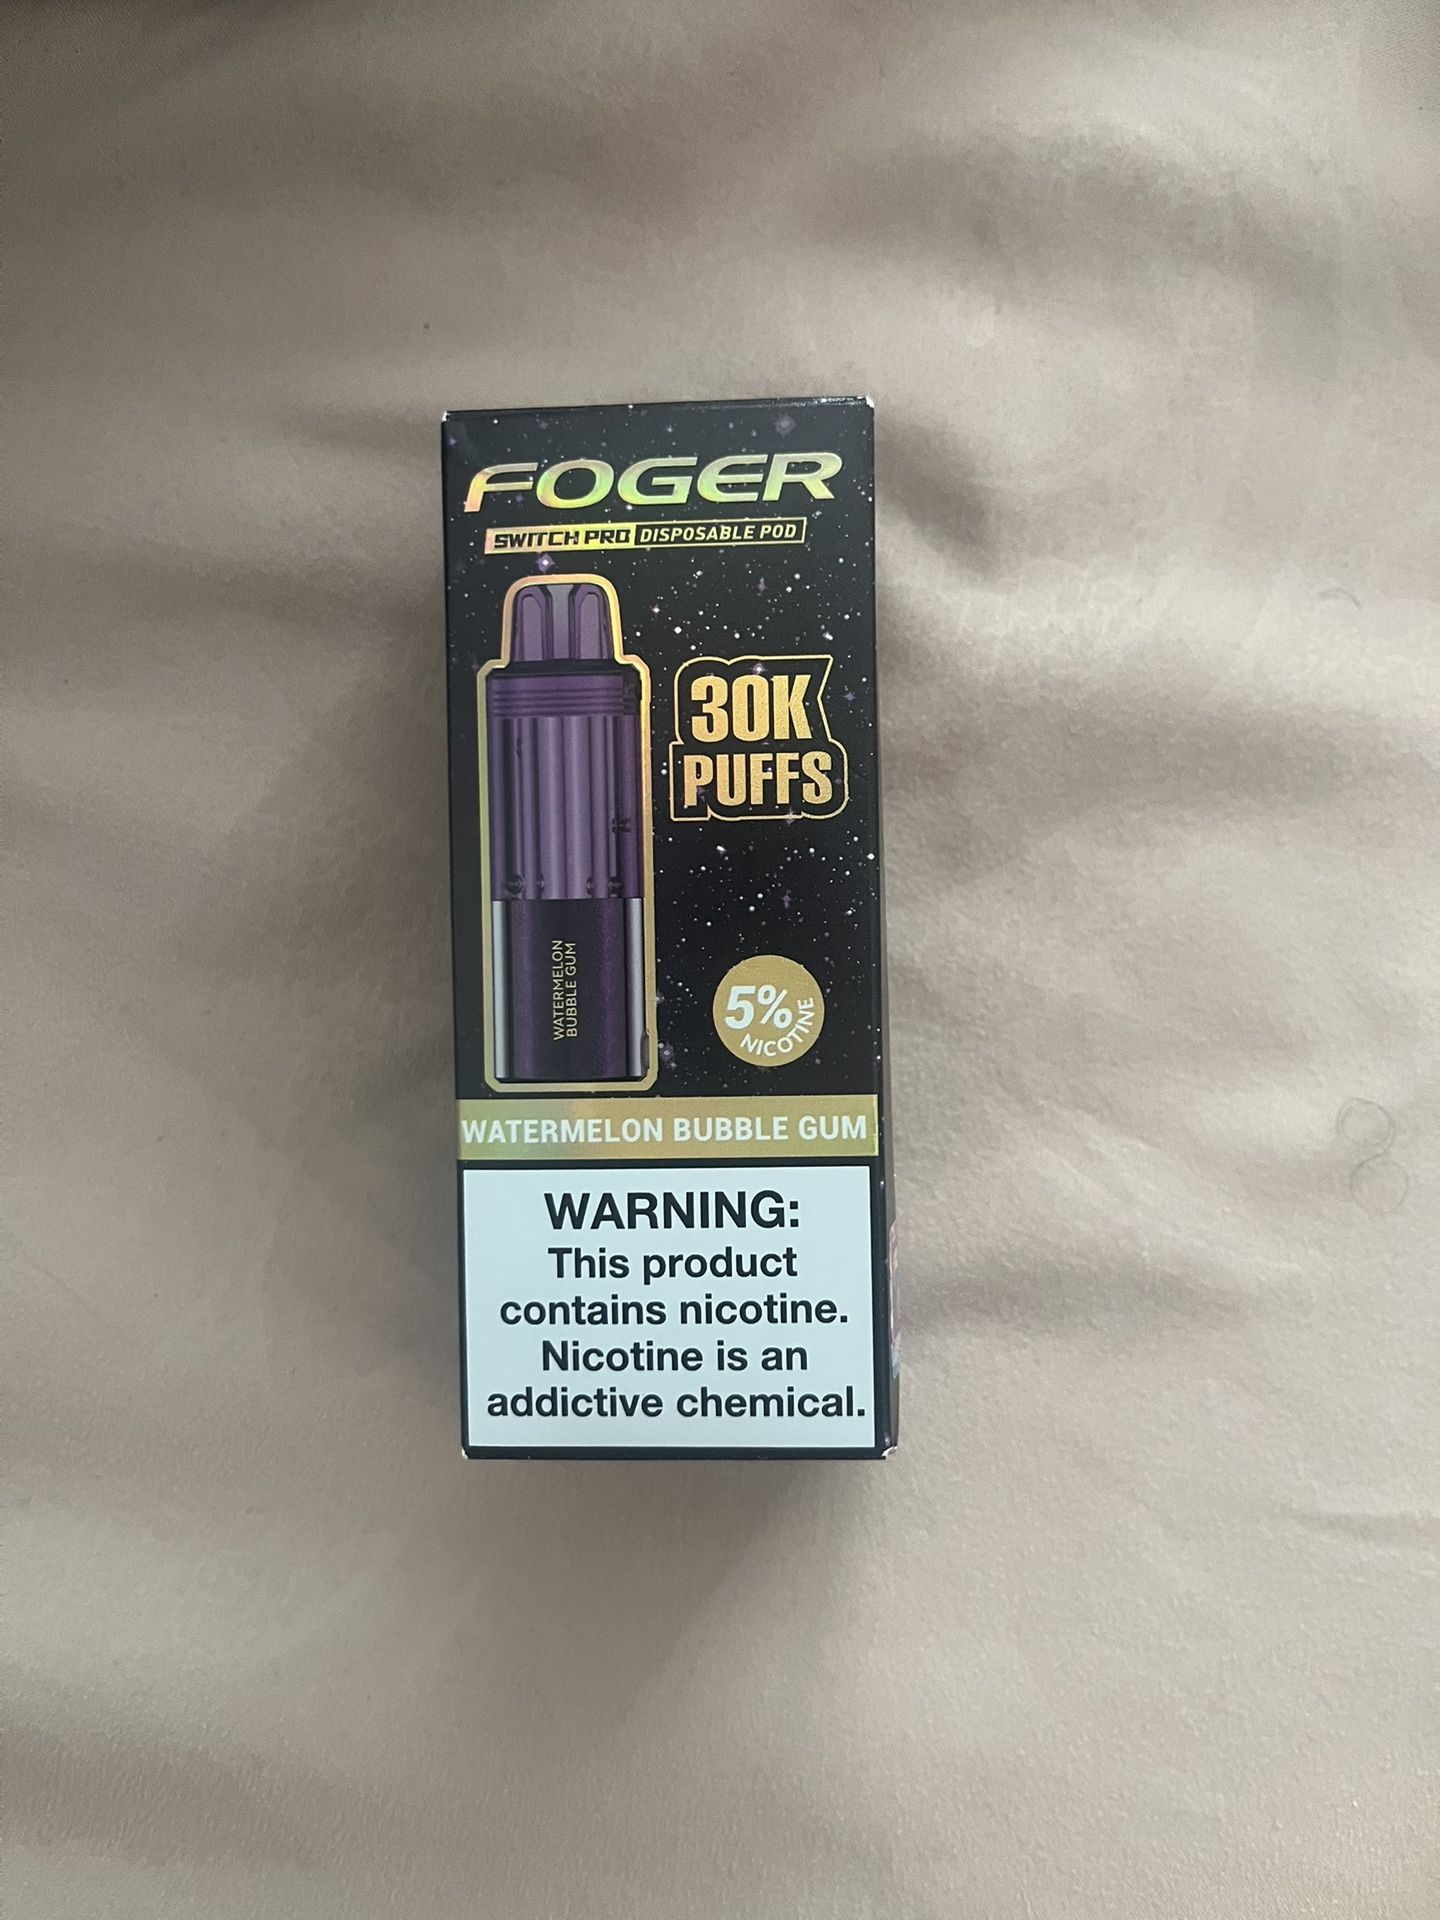 FOGER
SWITCH PRO DISPOSABLE POD
30K
PUFFS
WATERMELON
BUBBLE GUM
5%
NICOTINE
WATERMELON BUBBLE GUM
WARNING:
This product
contains nicotine.
Nicotine is an
addictive chemical.